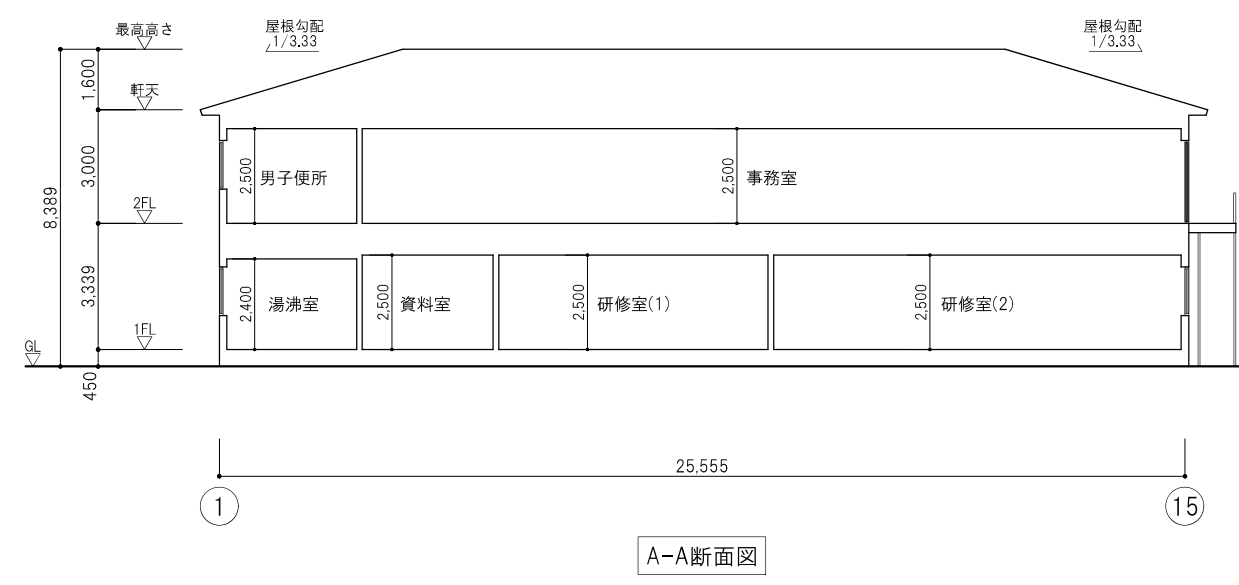 最高高さ
屋根勾配
1/3.33
屋根勾配
1/3.33
1,600
軒天
3,000
2,500
男子便所
2,500
事務室
8,389
2FL
3,339
2,400
湯沸室
2,500
資料室
2,500
研修室(1)
2,500
研修室(2)
1FL
GL
450
25,555
1
15
A-A断面図